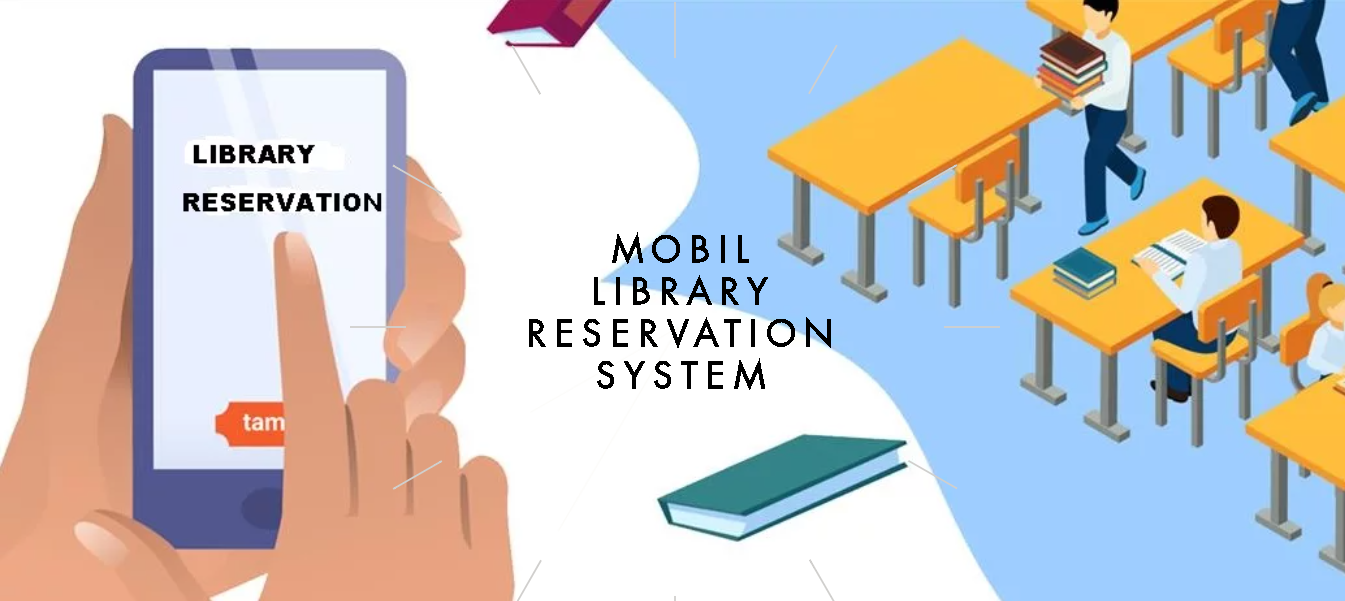 LIBRARY
RESERVATION
tam
MOBIL
LIBRARY
RESERVATION
SYSTEM